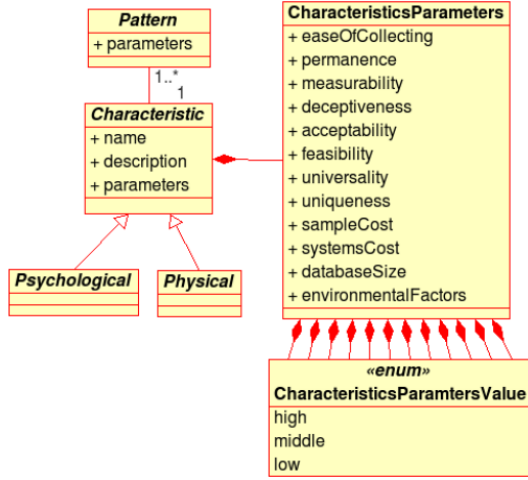 Pattern
+ parameters
1..*
1
Characteristic
+ name
+ description
+ parameters
Psychological
Physical
CharacteristicsParameters
+ easeOfCollecting
+ permanence
+ measurability
+ deceptiveness
+ acceptability
+ feasibility
+ universality
+ uniqueness
+ sampleCost
+ systemsCost
+ databaseSize
+ environmentalFactors
«enum»
CharacteristicsParamtersValue
high
middle
low